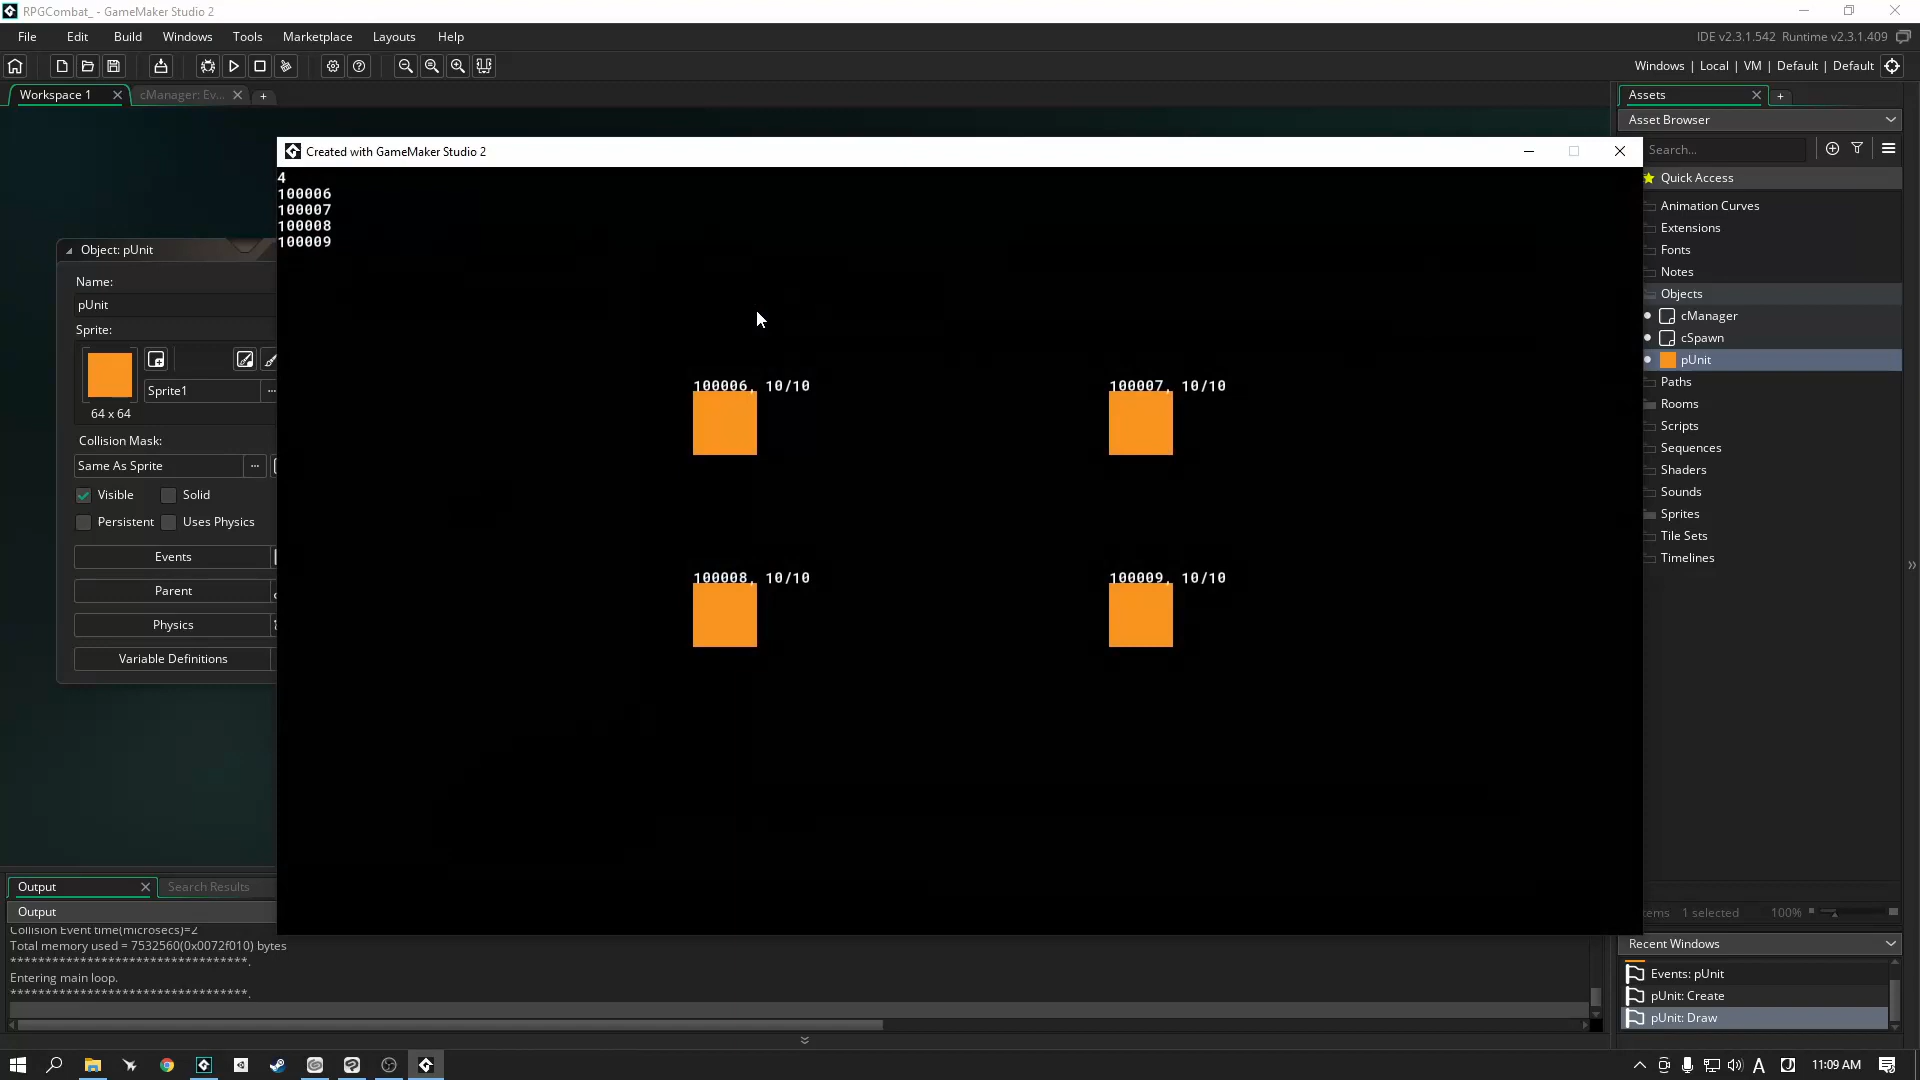 RPGCombat_ - GameMaker Studio 2
File Edit Build Windows Tools Marketplace Layouts Help
IDE v2.3.1.542 Runtime v2.3.1.409
Windows | Local | VM | Default | Default
Workspace 1
cManager: Ev...
Created with GameMaker Studio 2
4
100006
100007
100008
100009
100006, 10/10
100007, 10/10
100008, 10/10
100009, 10/10
Object: pUnit
Name:
pUnit
Sprite:
Sprite1
64 x 64
Collision Mask:
Same As Sprite
Visible
Solid
Persistent
Uses Physics
Events
Parent
Physics
Variable Definitions
Assets
Asset Browser
Search...
Quick Access
Animation Curves
Extensions
Fonts
Notes
Objects
cManager
cSpawn
pUnit
Paths
Rooms
Scripts
Sequences
Shaders
Sounds
Sprites
Tile Sets
Timelines
1 selected
100%
Recent Windows
Events: pUnit
pUnit: Create
pUnit: Draw
Output
Search Results
Output
Collision Event time(microsecs)=2
Total memory used = 7532560(0x0072f010) bytes
**********************************.
Entering main loop.
**********************************.
A
11:09 AM